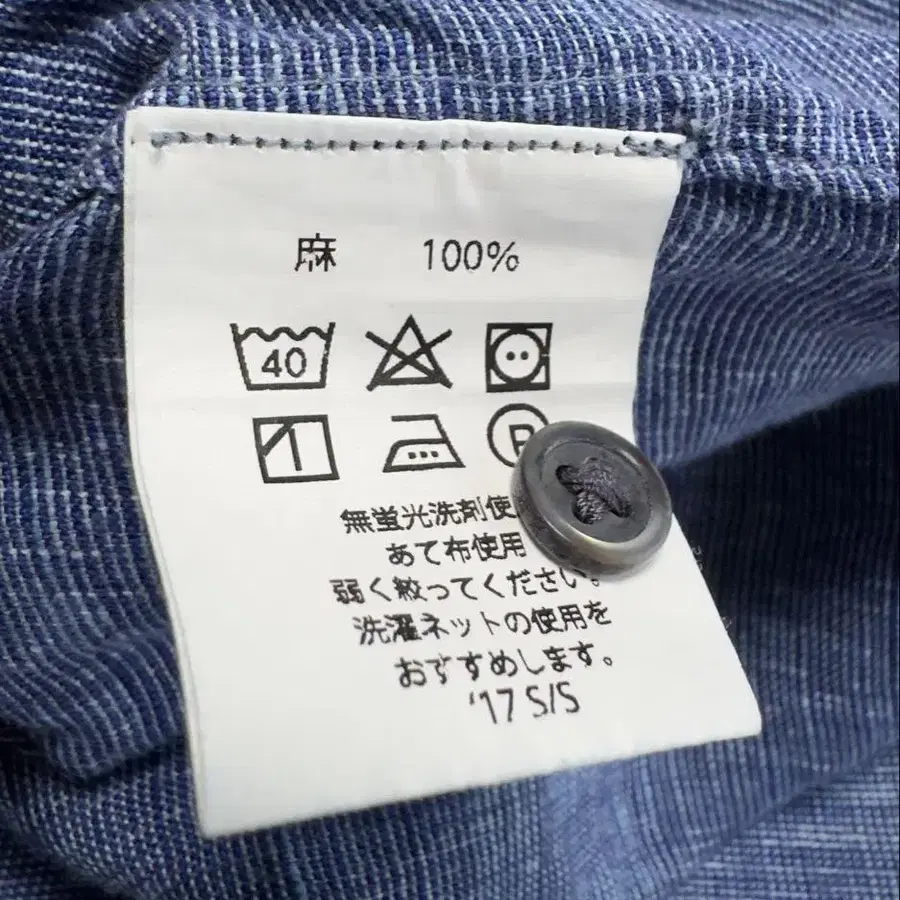 麻 100%
40
無蛍光洗剤使
あて布使用
弱く絞ってください。
洗濯ネットの使用を
おすすめします。
'17 S/S